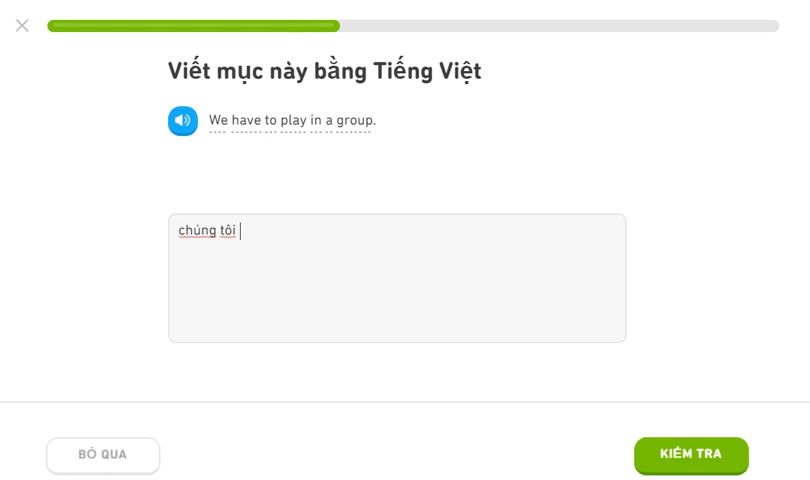 Viết mục này bằng Tiếng Việt
We have to play in a group.
chúng tôi
BỎ QUA
KIỂM TRA